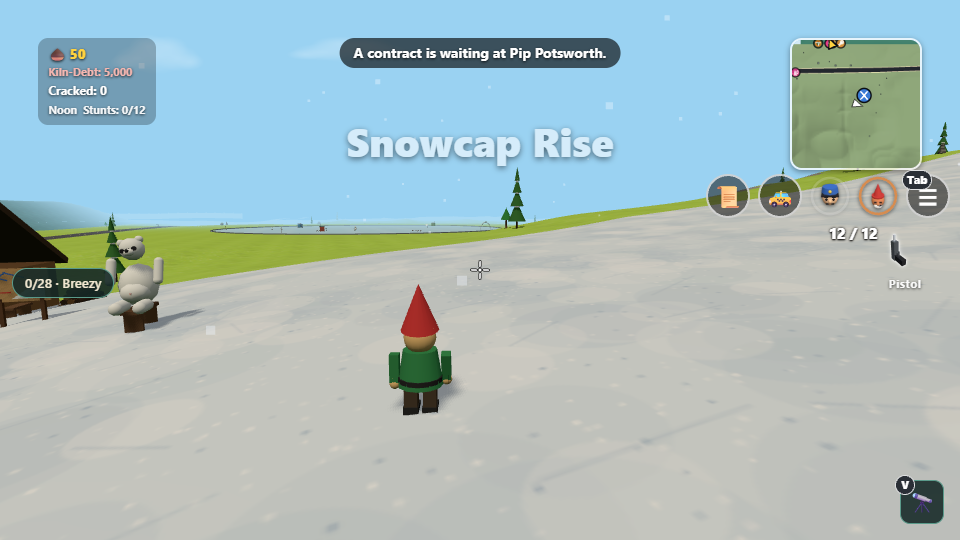 50
Kiln-Debt: 5,000
Cracked: 0
Noon Stunts: 0/12
A contract is waiting at Pip Potsworth.
Snowcap Rise
Tab
12 / 12
Pistol
0/28 · Breezy
V